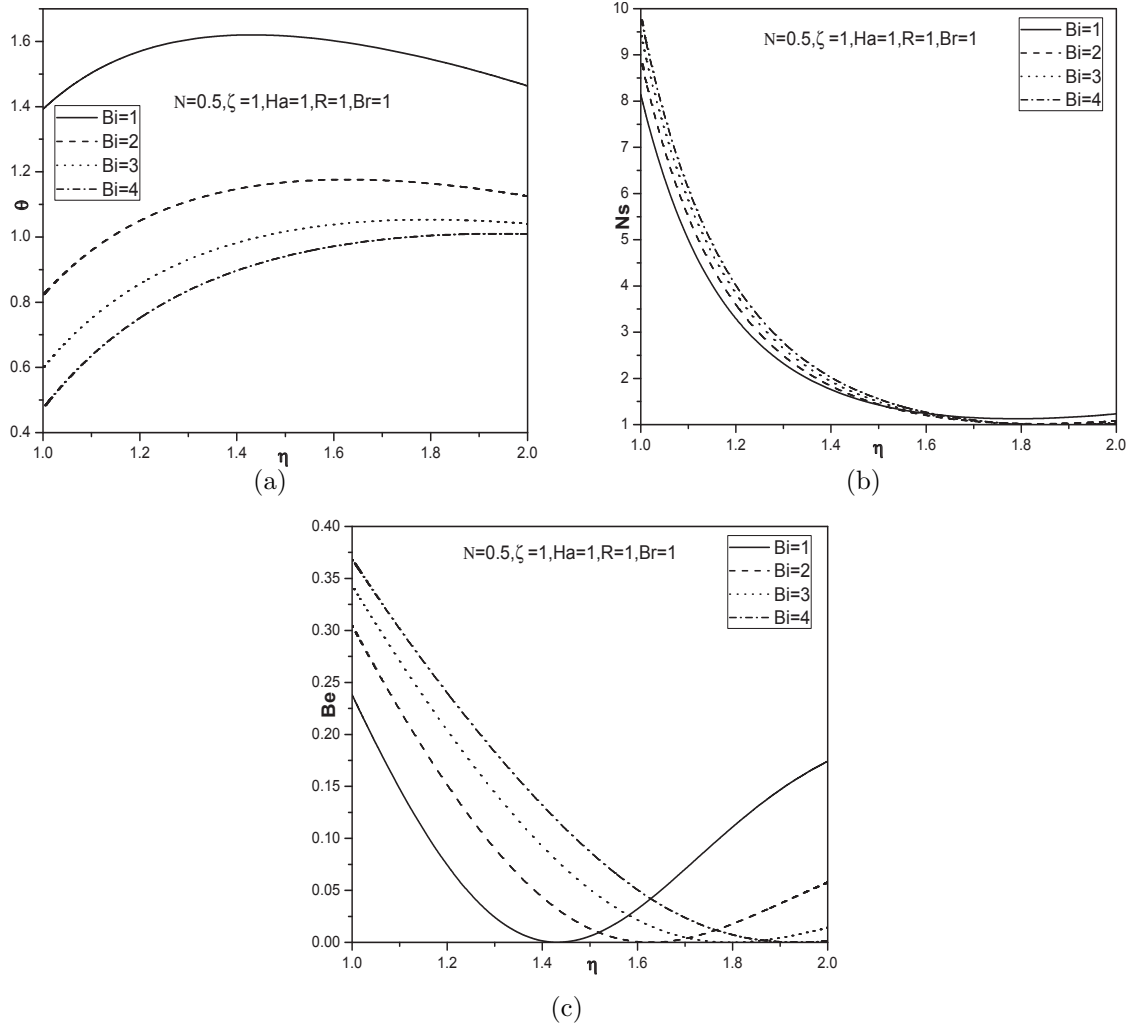 N=0.5,ζ=1,Ha=1,R=1,Br=1
Bi=1
Bi=2
Bi=3
Bi=4
θ
1.6
1.4
1.2
1.0
0.8
0.6
0.4
1.0 1.2 1.4 1.6 1.8 2.0
η
(a)
N=0.5,ζ=1,Ha=1,R=1,Br=1
Bi=1
Bi=2
Bi=3
Bi=4
Ns
10
9
8
7
6
5
4
3
2
1
1.0 1.2 1.4 1.6 1.8 2.0
η
(b)
N=0.5,ζ=1,Ha=1,R=1,Br=1
Bi=1
Bi=2
Bi=3
Bi=4
Be
0.40
0.35
0.30
0.25
0.20
0.15
0.10
0.05
0.00
1.0 1.2 1.4 1.6 1.8 2.0
η
(c)